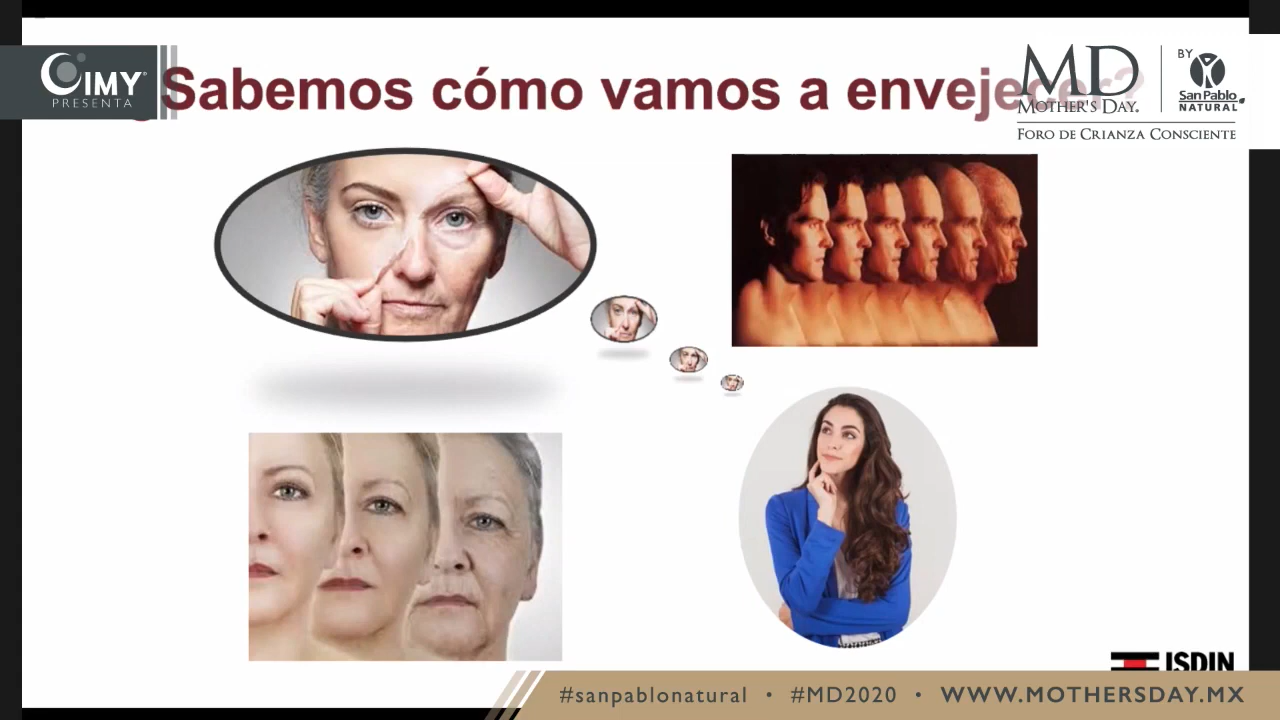 ¿Sabemos cómo vamos a envejecer?
CIMY
PRESENTA
MD
MOTHER'S DAY.
BY
San Pablo
NATURAL
FORO DE CRIANZA CONSCIENTE
ISDIN
#sanpablonatural • #MD2020 • WWW.MOTHERSDAY.MX